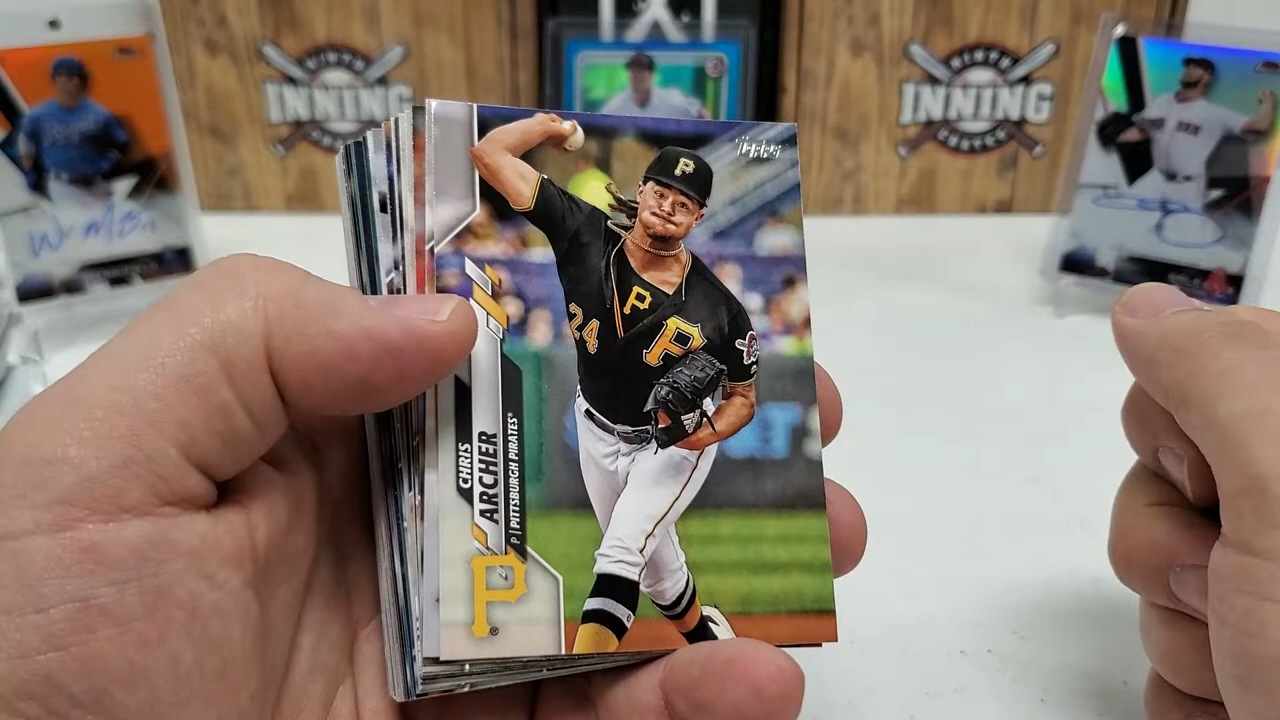 INNING
INNING
Topps
P
P
24
P
CHRIS
ARCHER
P | PITTSBURGH PIRATES®
P®